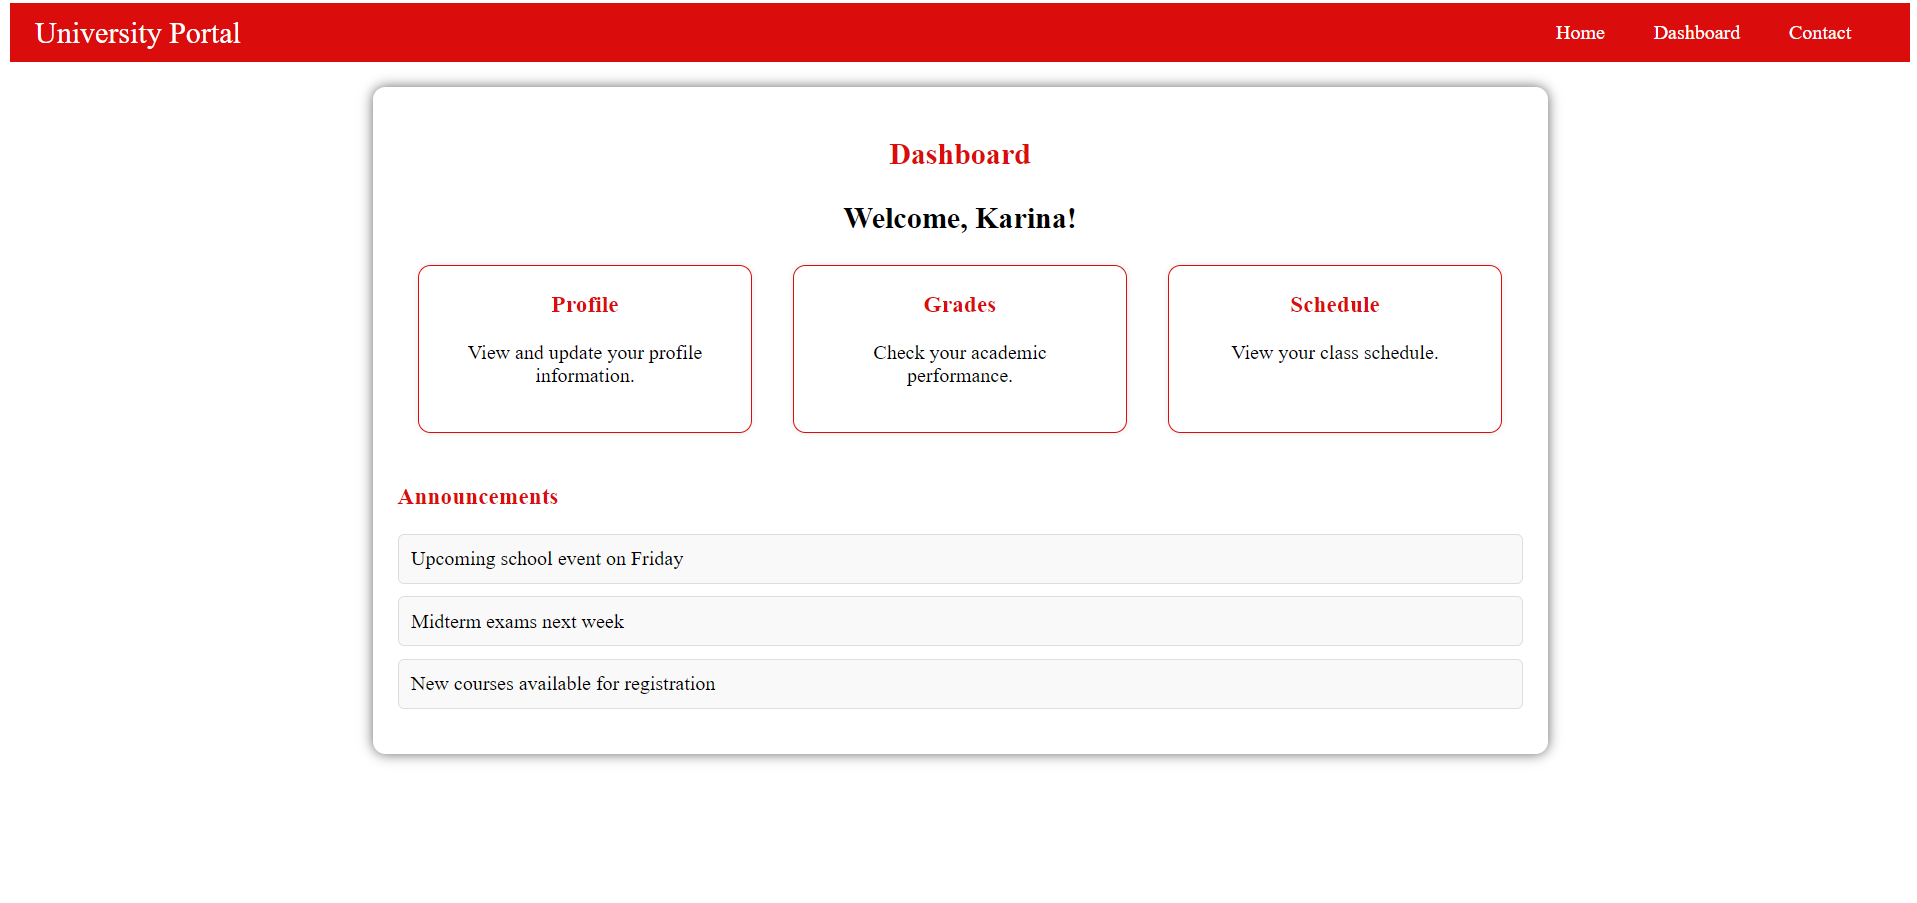 University Portal
Home
Dashboard
Contact
Dashboard
Welcome, Karina!
Profile
View and update your profile
information.
Grades
Check your academic
performance.
Schedule
View your class schedule.
Announcements
Upcoming school event on Friday
Midterm exams next week
New courses available for registration